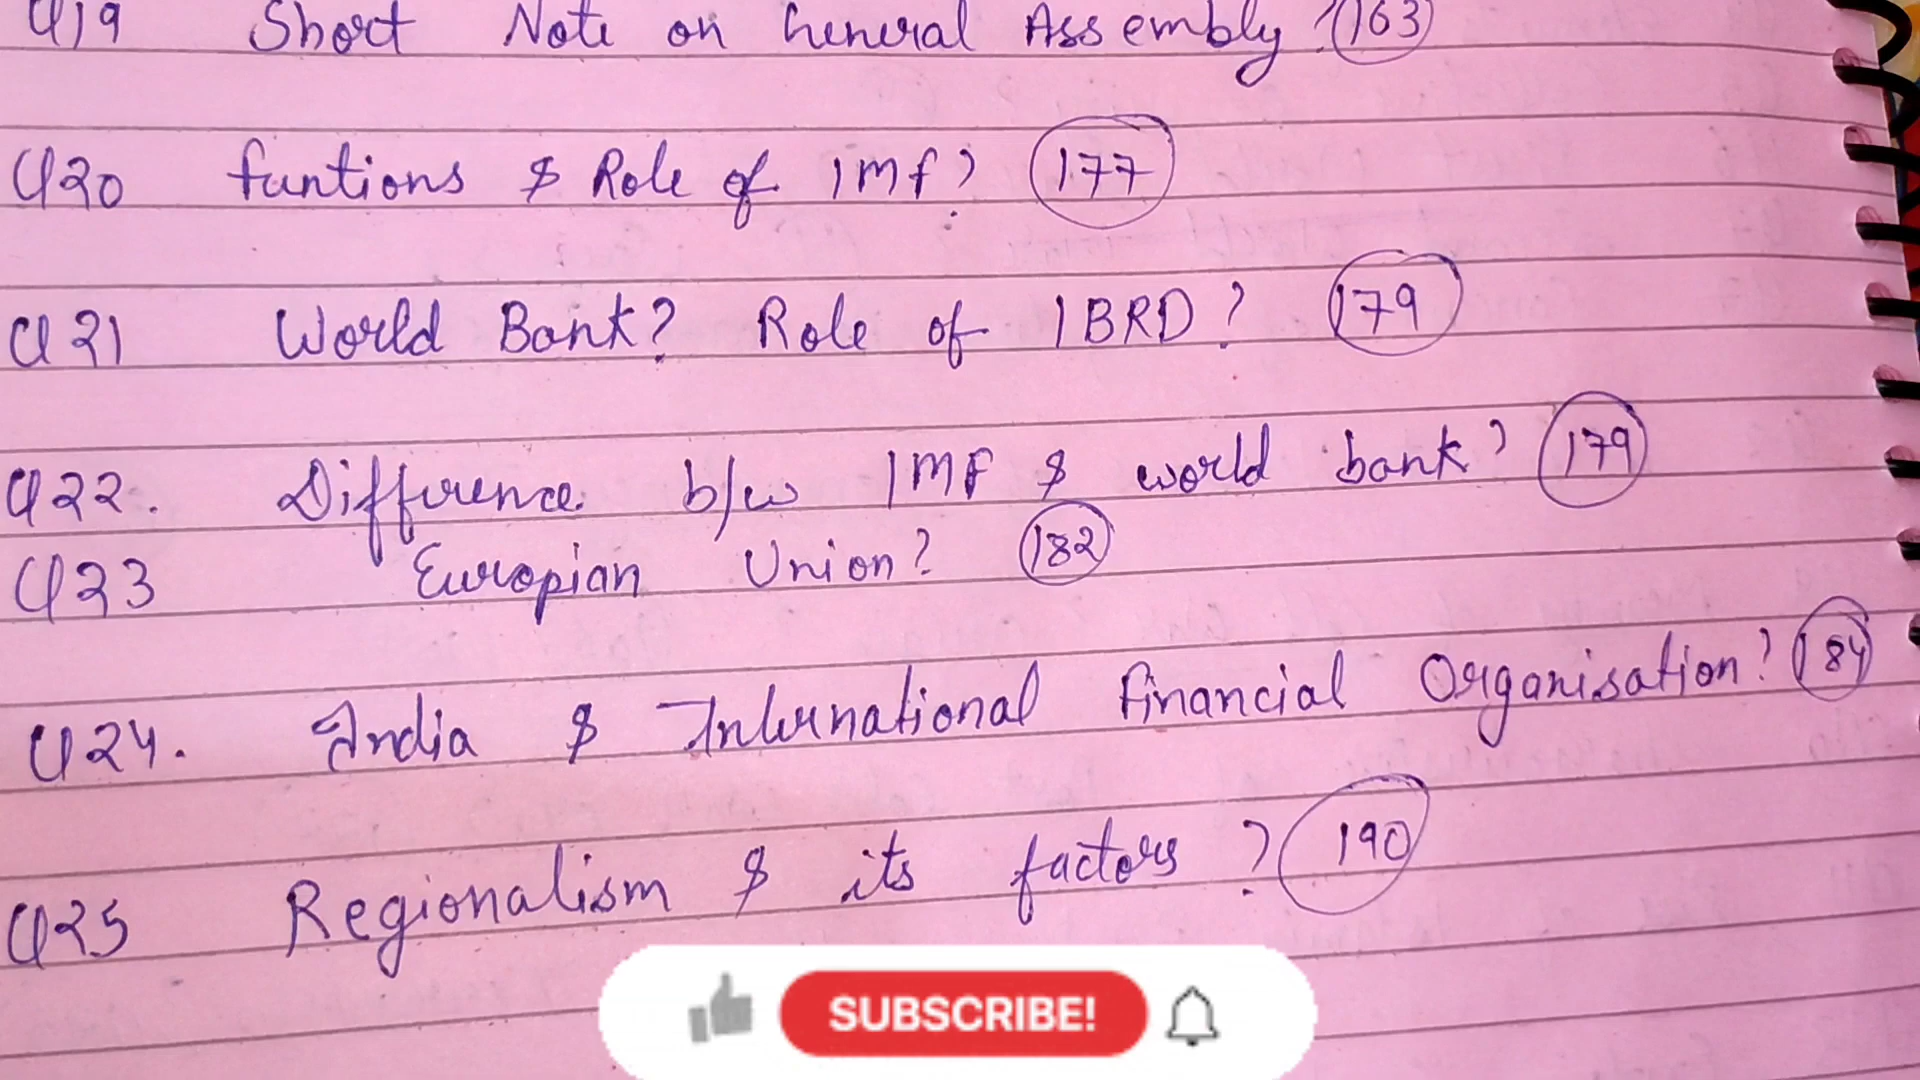 Q19 Short Note on General Assembly? 163
Q20 Funtions & Role of IMF? 177
Q21 World Bank? Role of IBRD? 179
Q22. Difference b/w IMF & world bank? 179
Q23 Europian Union? 182
Q24. India & International Financial Organisation? 184
Q25 Regionalism & its factors? 190
SUBSCRIBE!